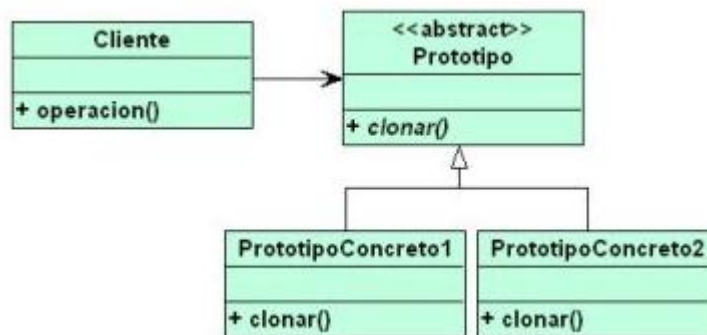 Cliente
+ operacion()
<<abstract>>
Prototipo
+ clonar()
PrototipoConcreto1
+ clonar()
PrototipoConcreto2
+ clonar()